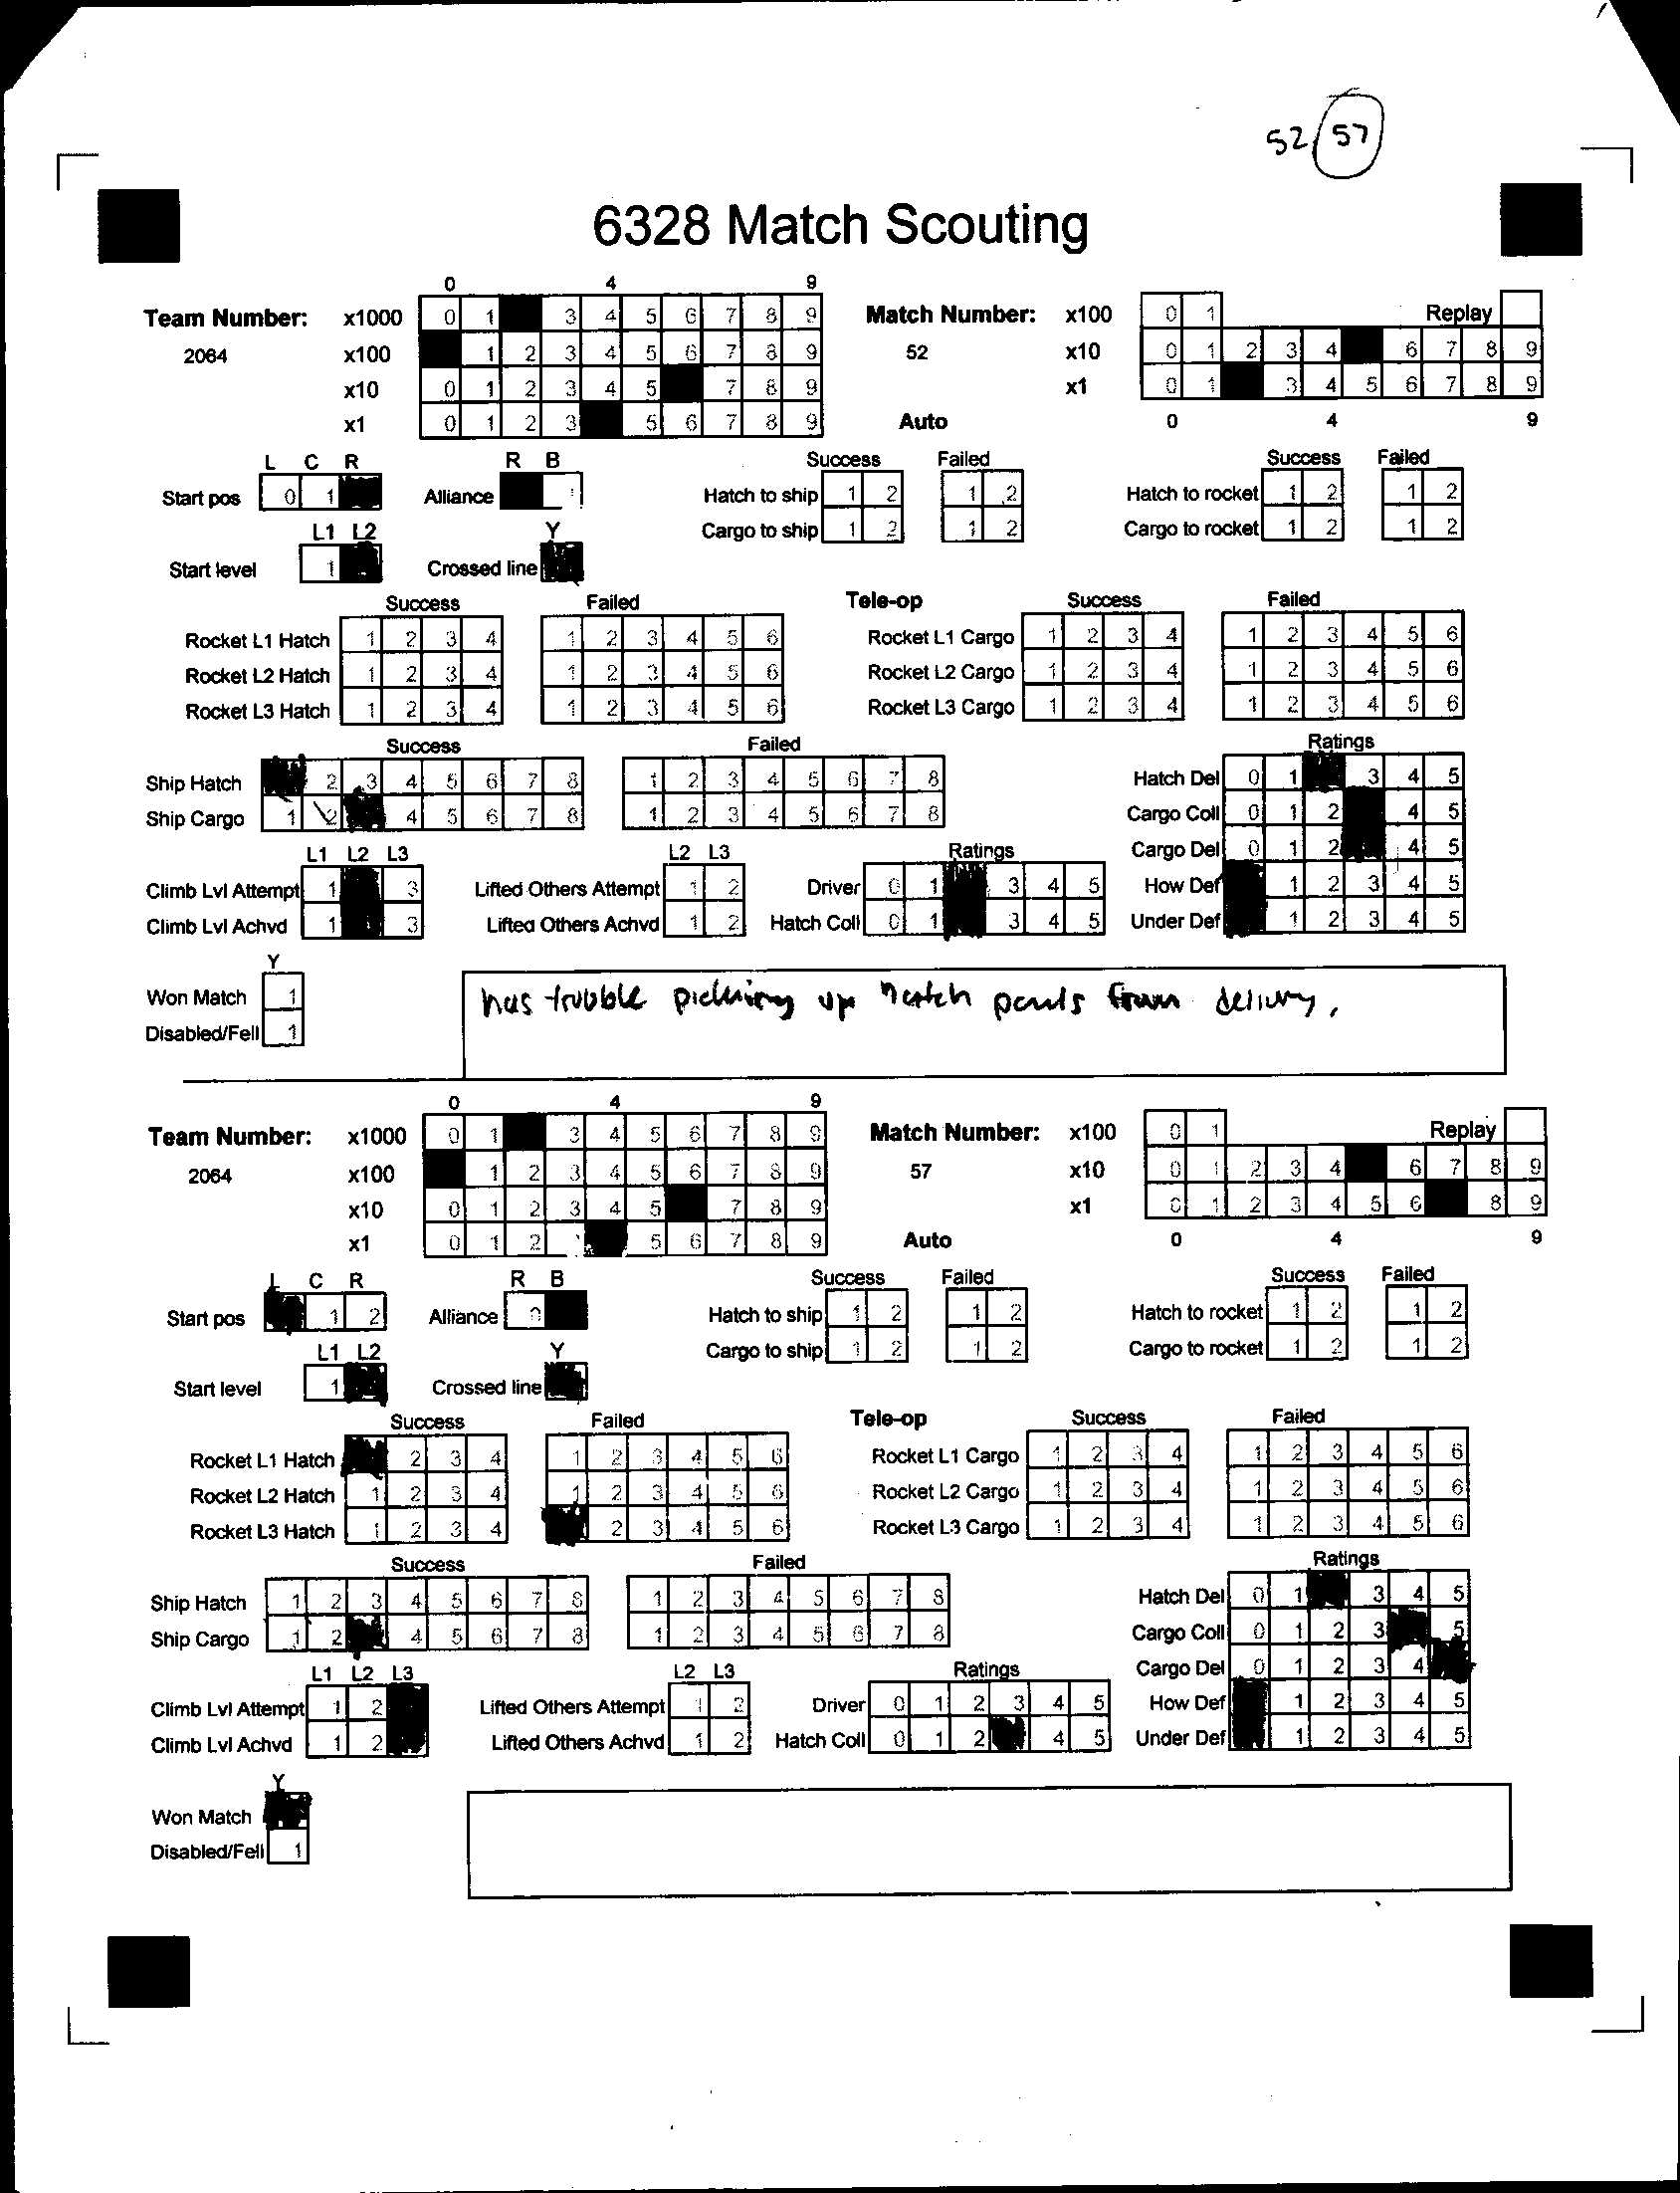 52 57
6328 Match Scouting
0 4 9
Team Number: x1000 0 1 3 4 5 6 7 8 9 Match Number: x100 0 1 Replay
2064 x100 1 2 3 4 5 6 7 8 9 52 x10 0 1 2 3 4 6 7 8 9
x10 0 1 2 3 4 5 7 8 9 x1 0 1 3 4 5 6 7 8 9
x1 0 1 2 3 5 6 7 8 9 Auto 0 4 9
L C R R B Success Failed Success Failed
Start pos 0 1 Alliance 1 Hatch to ship 1 2 1 2 Hatch to rocket 1 2 1 2
L1 L2 Y Cargo to ship 1 2 1 2 Cargo to rocket 1 2 1 2
Start level 1 Crossed line
Success Failed Tele-op Success Failed
Rocket L1 Hatch 1 2 3 4 1 2 3 4 5 6 Rocket L1 Cargo 1 2 3 4 1 2 3 4 5 6
Rocket L2 Hatch 1 2 3 4 1 2 3 4 5 6 Rocket L2 Cargo 1 2 3 4 1 2 3 4 5 6
Rocket L3 Hatch 1 2 3 4 1 2 3 4 5 6 Rocket L3 Cargo 1 2 3 4 1 2 3 4 5 6
Success Failed Ratings
Ship Hatch 2 3 4 5 6 7 8 1 2 3 4 5 6 7 8 Hatch Del 0 1 3 4 5
Ship Cargo 1 2 4 5 6 7 8 1 2 3 4 5 6 7 8 Cargo Coll 0 1 2 4 5
L1 L2 L3 L2 L3 Ratings Cargo Del 0 1 2 4 5
Climb Lvl Attempt 1 3 Lifted Others Attempt 1 2 Driver 0 1 3 4 5 How Def 1 2 3 4 5
Climb Lvl Achvd 1 3 Lifted Others Achvd 1 2 Hatch Coll 0 1 3 4 5 Under Def 1 2 3 4 5
Y
Won Match 1 has trouble picking up hatch from delivry.
Disabled/Fell 1
0 4 9
Team Number: x1000 0 1 3 4 5 6 7 8 9 Match Number: x100 0 1 Replay
2064 x100 1 2 3 4 5 6 7 8 9 57 x10 0 1 2 3 4 6 7 8 9
x10 0 1 2 3 4 5 7 8 9 x1 0 1 2 3 4 5 6 8 9
x1 0 1 2 5 6 7 8 9 Auto 0 4 9
L C R R B Success Failed Success Failed
Start pos 1 2 Alliance 0 Hatch to ship 1 2 1 2 Hatch to rocket 1 2 1 2
L1 L2 Y Cargo to ship 1 2 1 2 Cargo to rocket 1 2 1 2
Start level 1 Crossed line
Success Failed Tele-op Success Failed
Rocket L1 Hatch 2 3 4 1 2 3 4 5 6 Rocket L1 Cargo 1 2 3 4 1 2 3 4 5 6
Rocket L2 Hatch 1 2 3 4 1 2 3 4 5 6 Rocket L2 Cargo 1 2 3 4 1 2 3 4 5 6
Rocket L3 Hatch 1 2 3 4 2 3 4 5 6 Rocket L3 Cargo 1 2 3 4 1 2 3 4 5 6
Success Failed Ratings
Ship Hatch 1 2 3 4 5 6 7 8 1 2 3 4 5 6 7 8 Hatch Del 0 1 3 4 5
Ship Cargo 1 2 4 5 6 7 8 1 2 3 4 5 6 7 8 Cargo Coll 0 1 2 3 5
L1 L2 L3 L2 L3 Ratings Cargo Del 0 1 2 3 4
Climb Lvl Attempt 1 2 Lifted Others Attempt 1 2 Driver 0 1 2 3 4 5 How Def 1 2 3 4 5
Climb Lvl Achvd 1 2 Lifted Others Achvd 1 2 Hatch Coll 0 1 2 4 5 Under Def 1 2 3 4 5
Y
Won Match
Disabled/Fell 1